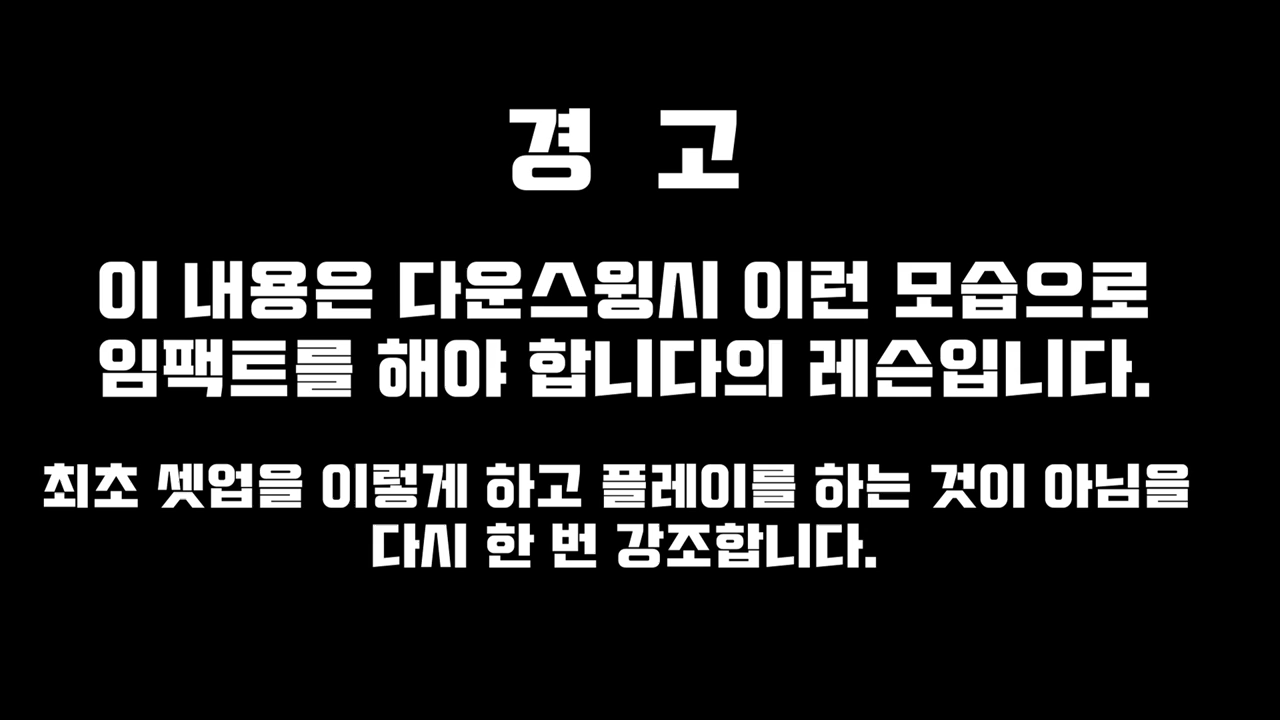 경 고
이 내용은 다운스윙시 이런 모습으로
임팩트를 해야 합니다의 레슨입니다.
최초 셋업을 이렇게 하고 플레이를 하는 것이 아님을
다시 한 번 강조합니다.